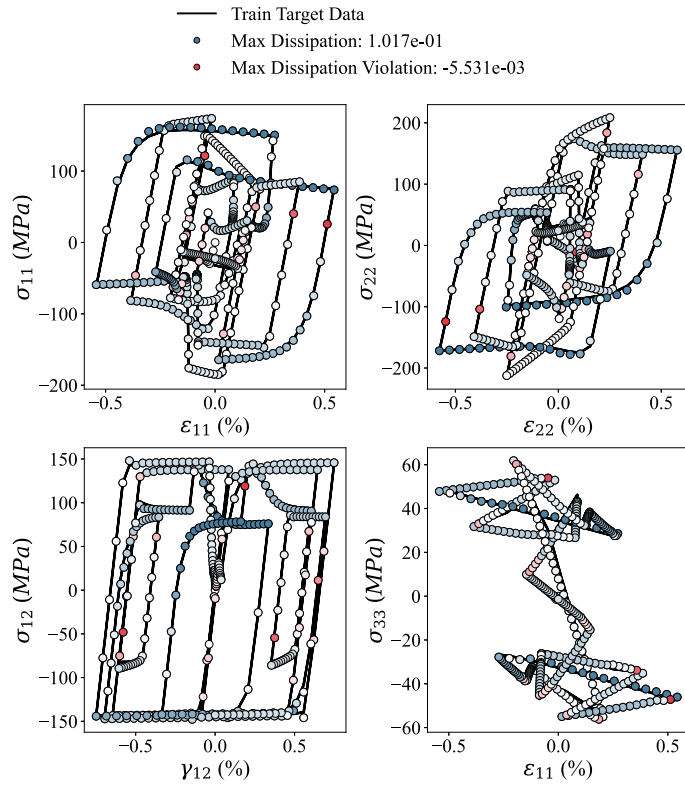 Train Target Data
Max Dissipation: 1.017e-01
Max Dissipation Violation: -5.531e-03
σ₁₁ (MPa)
100
0
−100
−200
−0.5 0.0 0.5
ε₁₁ (%)
σ₂₂ (MPa)
200
100
0
−100
−200
−0.5 0.0 0.5
ε₂₂ (%)
σ₁₂ (MPa)
150
100
50
0
−50
−100
−150
−0.5 0.0 0.5
γ₁₂ (%)
σ₃₃ (MPa)
60
40
20
0
−20
−40
−60
−0.5 0.0 0.5
ε₁₁ (%)